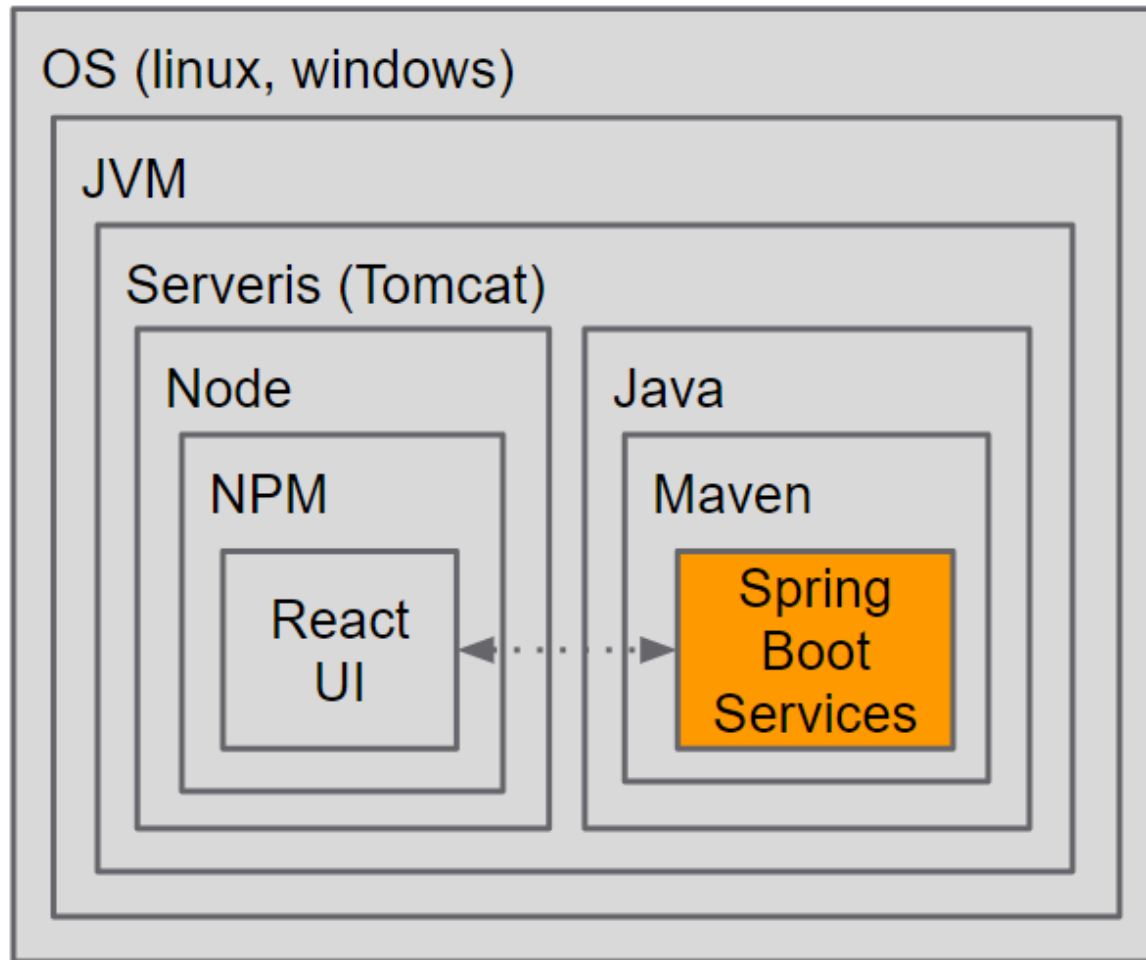 OS (linux, windows)
JVM
Serveris (Tomcat)
Node
Java
NPM
Maven
React
UI
Spring
Boot
Services